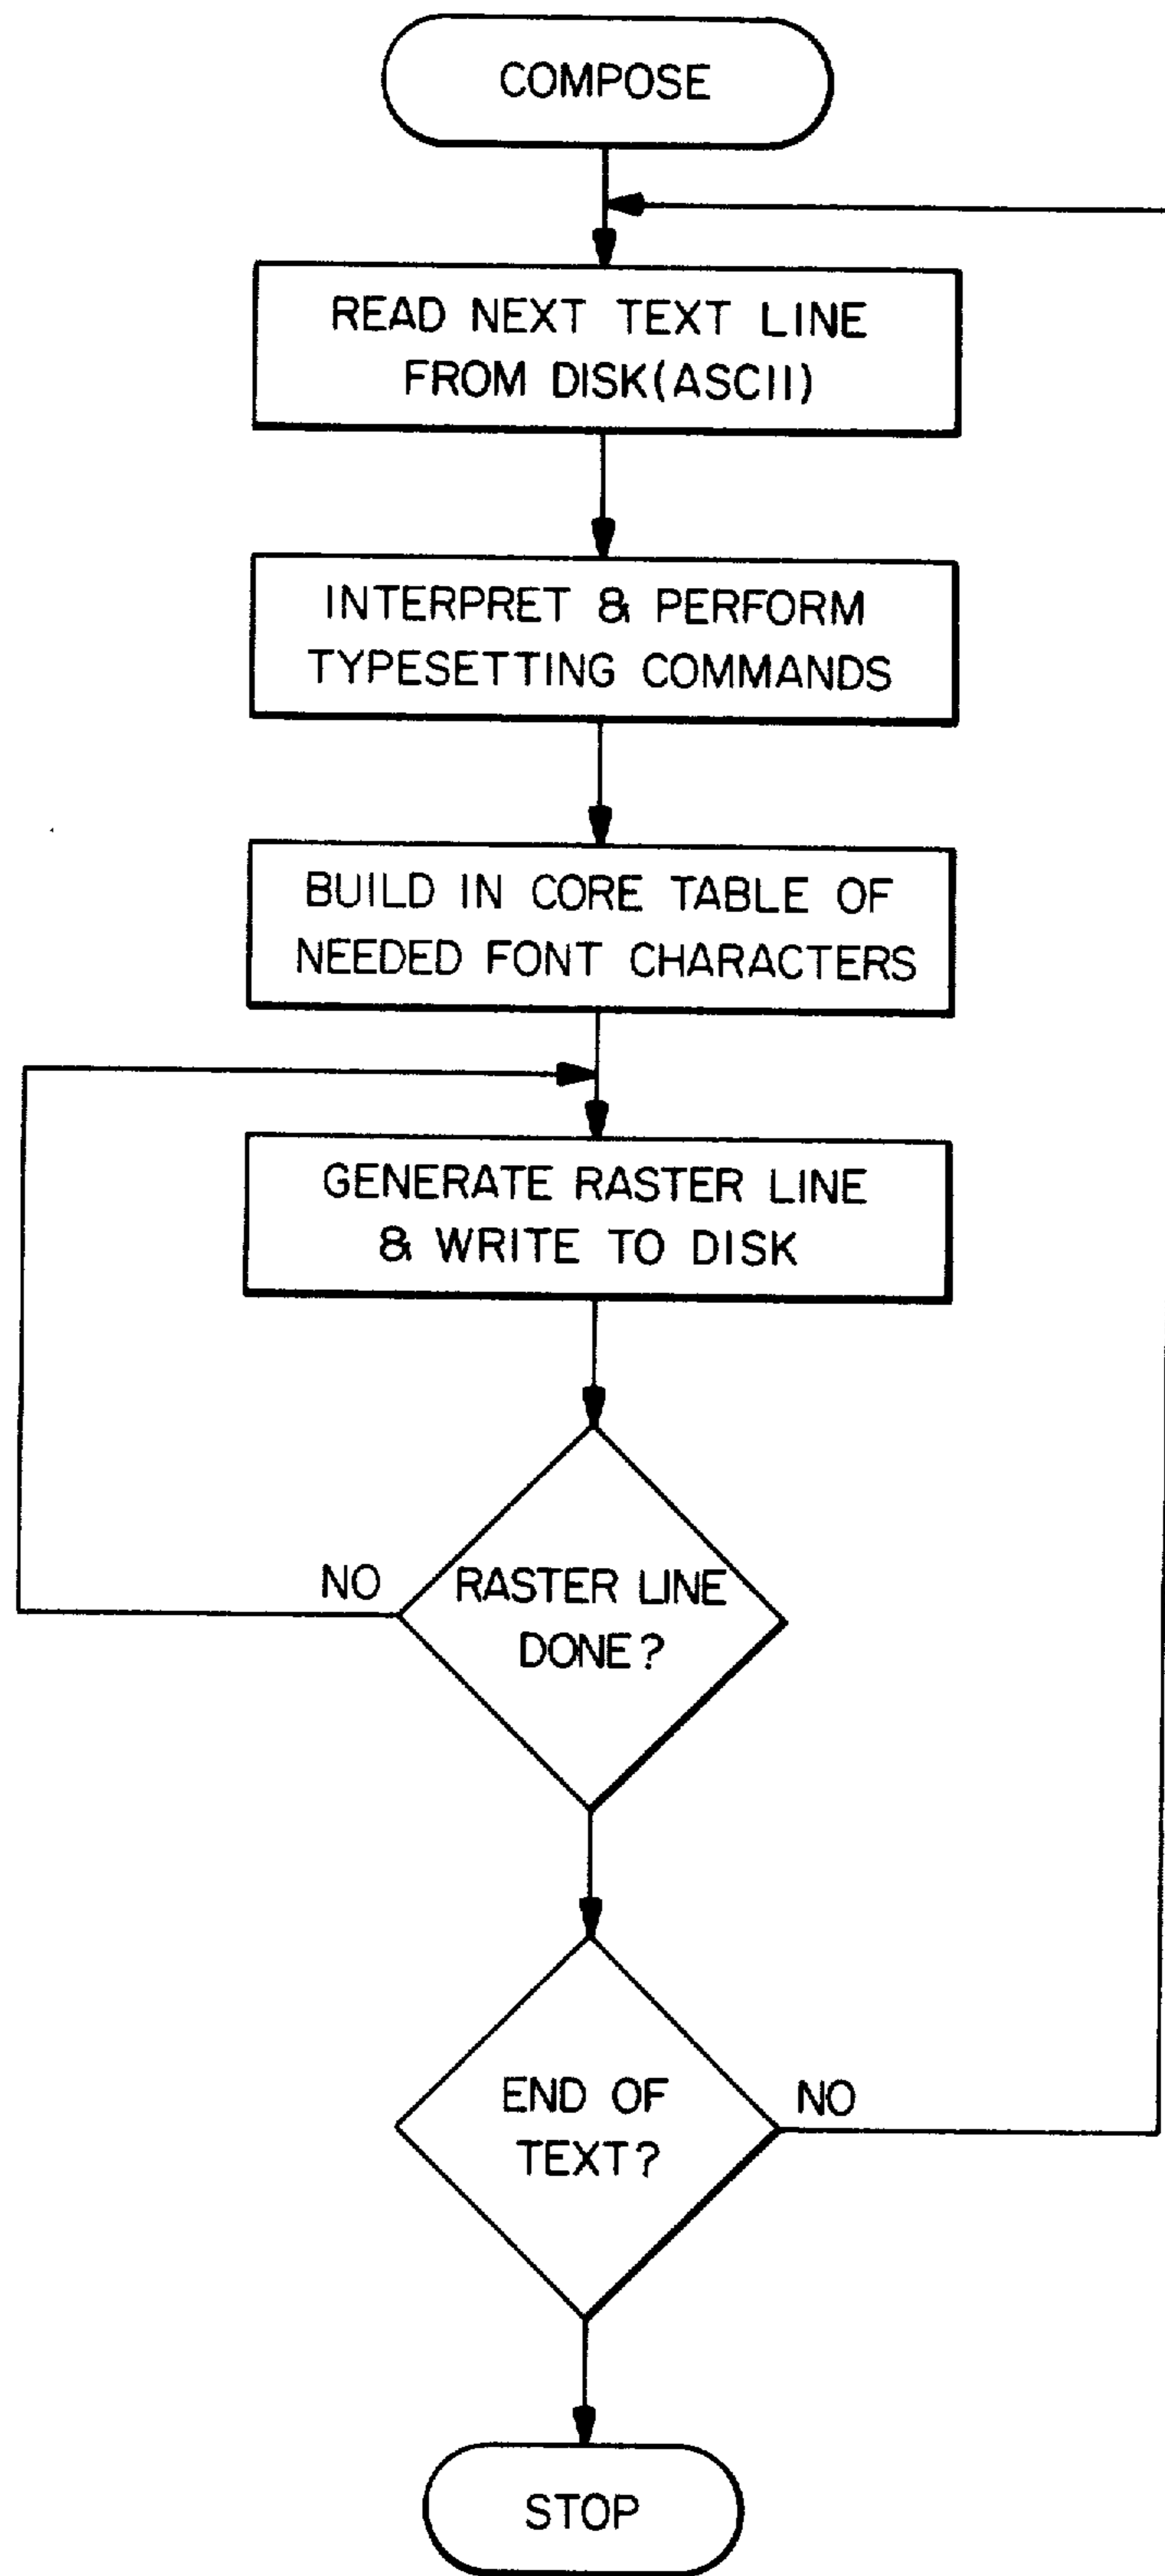 COMPOSE
READ NEXT TEXT LINE
FROM DISK(ASCII)
INTERPRET & PERFORM
TYPESETTING COMMANDS
BUILD IN CORE TABLE OF
NEEDED FONT CHARACTERS
GENERATE RASTER LINE
& WRITE TO DISK
NO
RASTER LINE
DONE?
END OF
TEXT?
NO
STOP